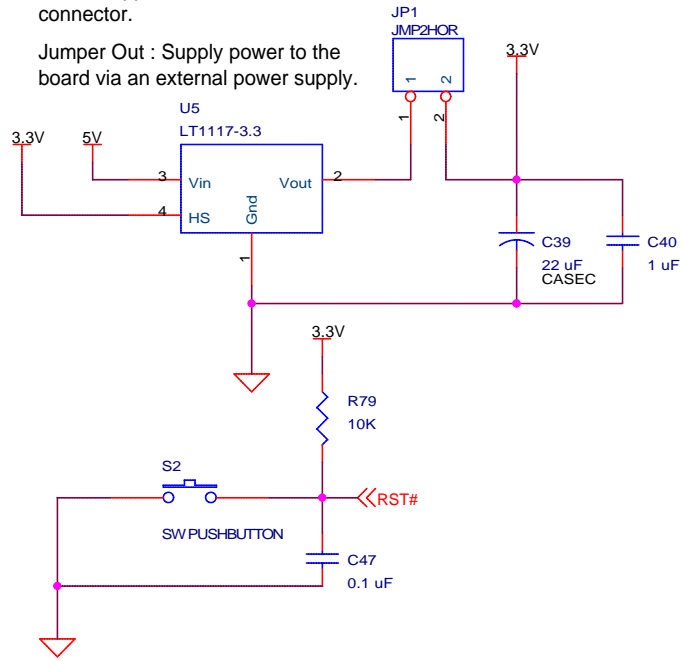 connector.
Jumper Out : Supply power to the
board via an external power supply.
JP1
JMP2HOR
1 2
1 2
3.3V
U5
LT1117-3.3
3.3V 5V
3 Vin Vout 2
4 HS Gnd
1
C39
22 uF
CASEC
C40
1 uF
3.3V
R79
10K
S2
SW PUSHBUTTON
RST#
C47
0.1 uF